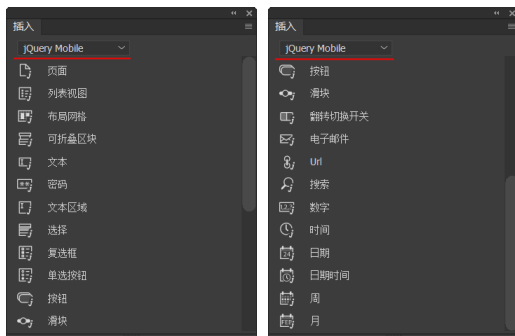 插入
jQuery Mobile
页面
列表视图
布局网格
可折叠区块
文本
密码
文本区域
选择
复选框
单选按钮
按钮
滑块
插入
jQuery Mobile
按钮
滑块
翻转切换开关
电子邮件
Url
搜索
数字
时间
日期
日期时间
周
月